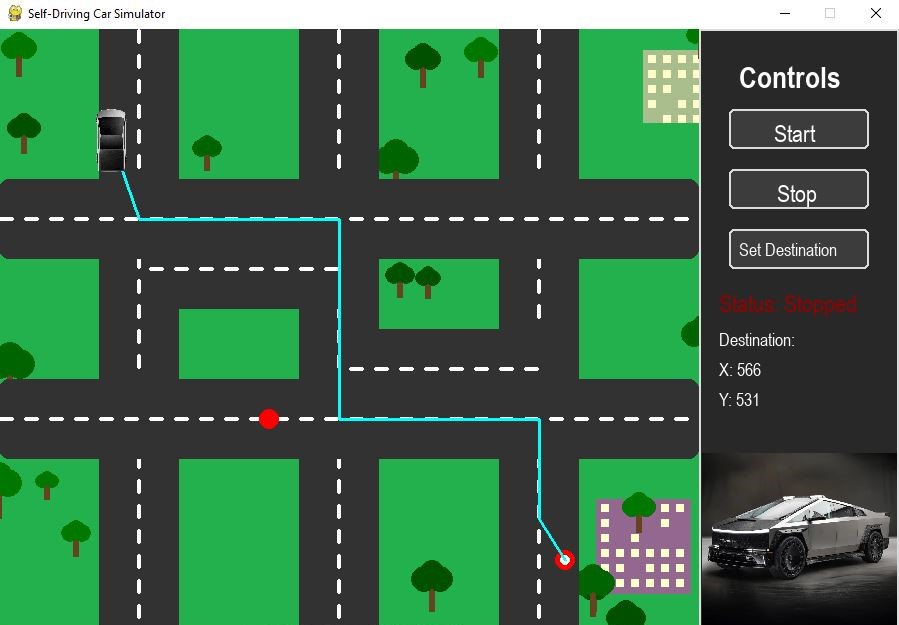 Self-Driving Car Simulator
Controls
Start
Stop
Set Destination
Status: Stopped
Destination:
X: 566
Y: 531